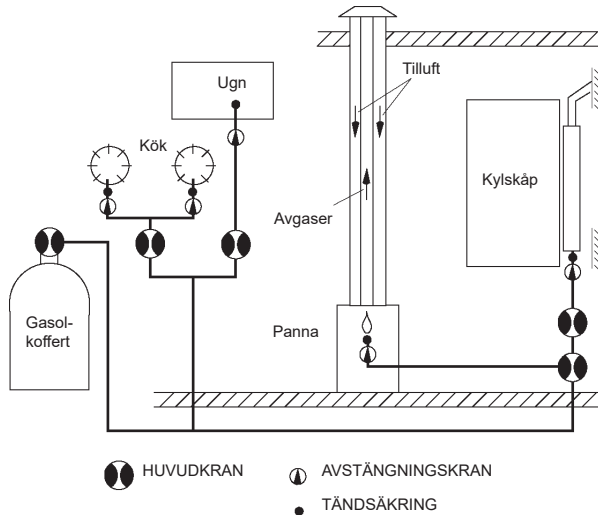 Tilluft
Ugn
Kök
Kylskåp
Avgaser
Gasol-
koffert
Panna
HUVUDKRAN
AVSTÄNGNINGSKRAN
TÄNDSÄKRING